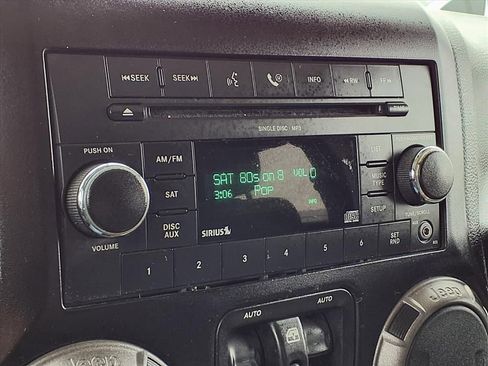 SEEK SEEK INFO RW FF
SINGLE DISC · MP3
PUSH ON
VOLUME
AM/FM
SAT
DISC
AUX
SAT 80s on 8 VOL 0
3:06 Pop
INFO
SIRIUS
LIST
MUSIC
TYPE
SETUP
TUNE/SCROLL
1 2 3 4 5 6
SET
RND
AUTO AUTO
Jeep